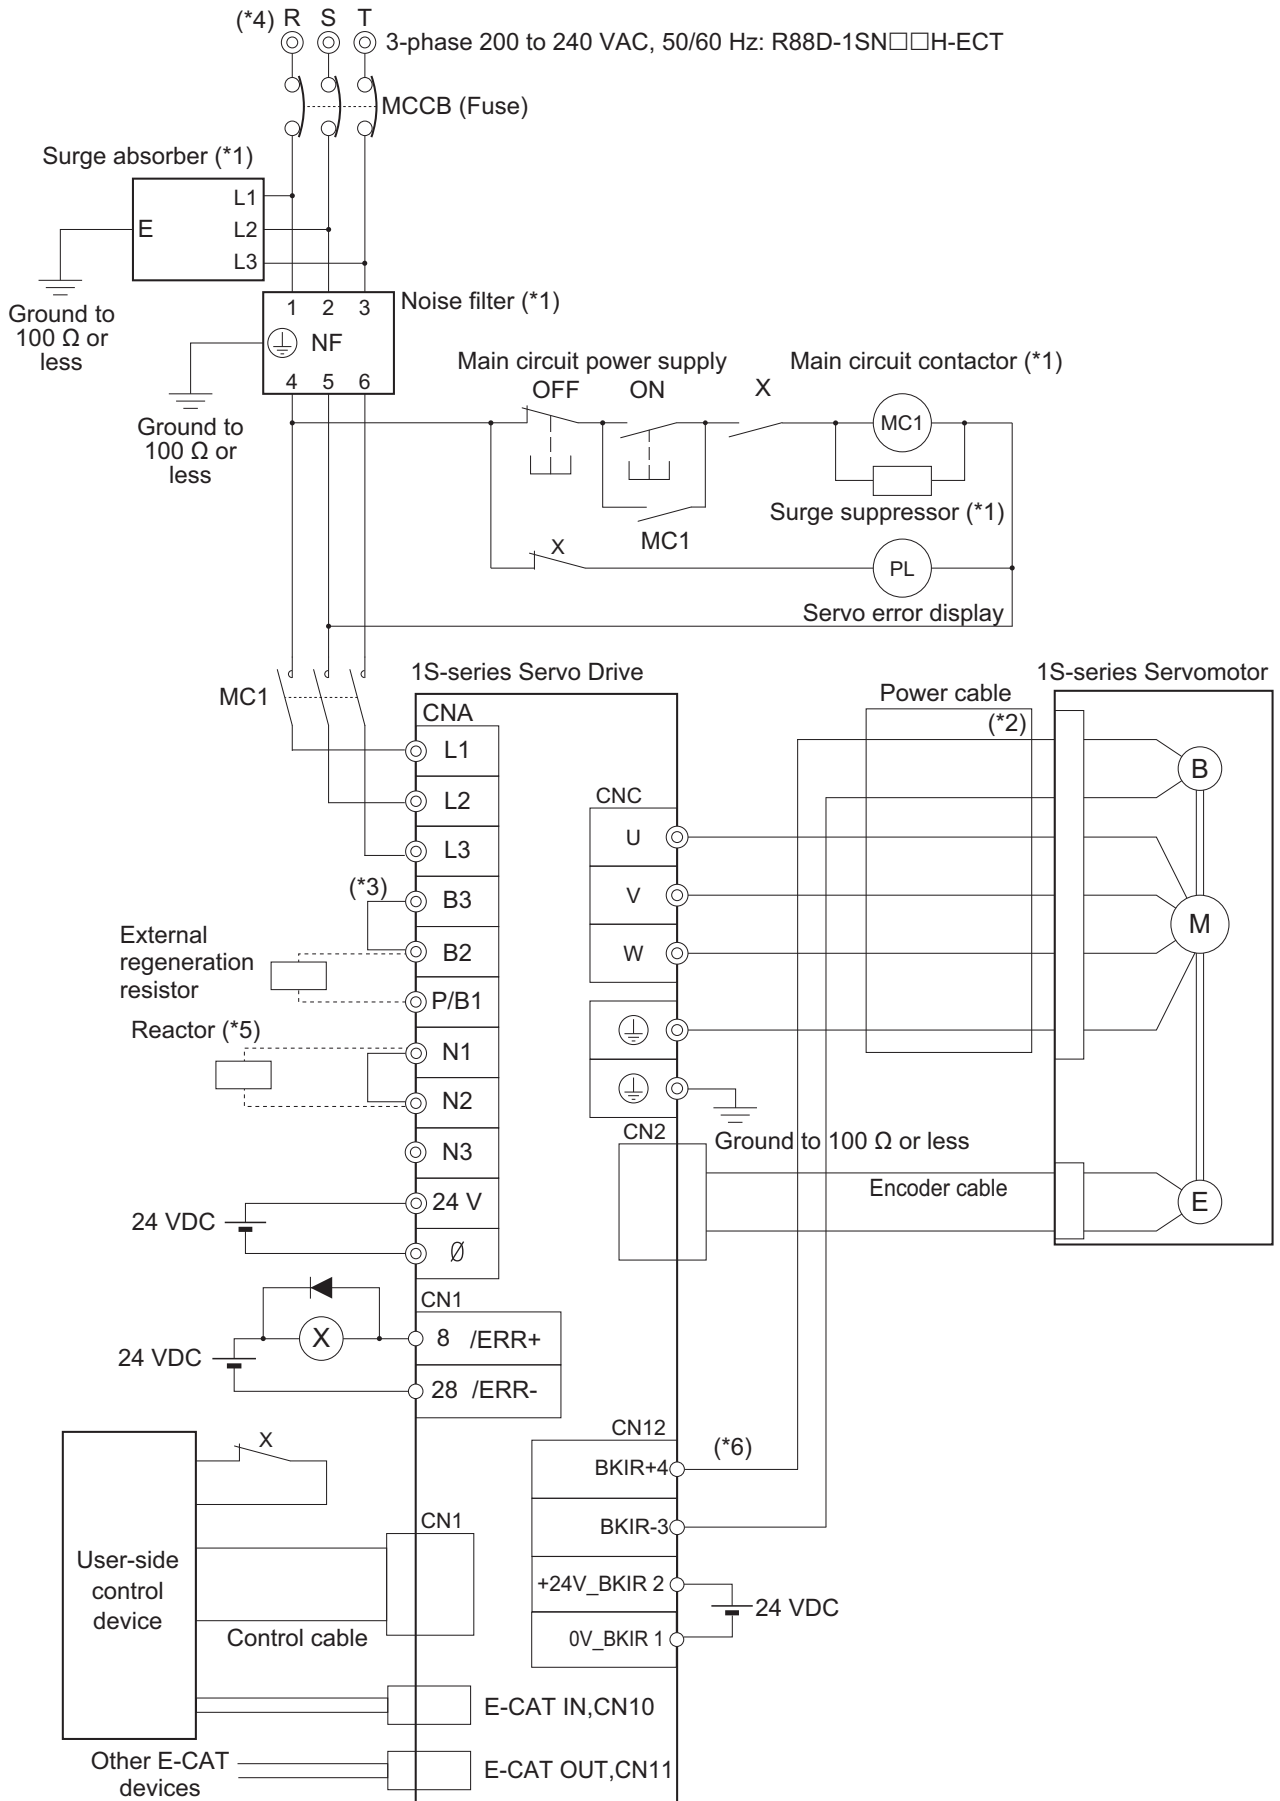 (*4) R S T
3-phase 200 to 240 VAC, 50/60 Hz: R88D-1SN□□H-ECT
MCCB (Fuse)
Surge absorber (*1)
L1
E L2
L3
Ground to
100 Ω or
less
1 2 3
Noise filter (*1)
NF
4 5 6
Ground to
100 Ω or
less
Main circuit power supply
OFF ON
X
Main circuit contactor (*1)
MC1
Surge suppressor (*1)
MC1
X
PL
Servo error display
MC1
1S-series Servo Drive
1S-series Servomotor
CNA
L1
L2
L3
(*3)
B3
B2
P/B1
N1
N2
N3
24 V
Ø
External
regeneration
resistor
Reactor (*5)
24 VDC
CNC
U
V
W
Power cable
(*2)
B
M
E
Ground to 100 Ω or less
CN2
Encoder cable
CN1
8 /ERR+
28 /ERR-
X
24 VDC
CN12
(*6)
BKIR+4
BKIR-3
+24V_BKIR 2
0V_BKIR 1
24 VDC
X
User-side
control
device
CN1
Control cable
E-CAT IN,CN10
Other E-CAT
devices
E-CAT OUT,CN11